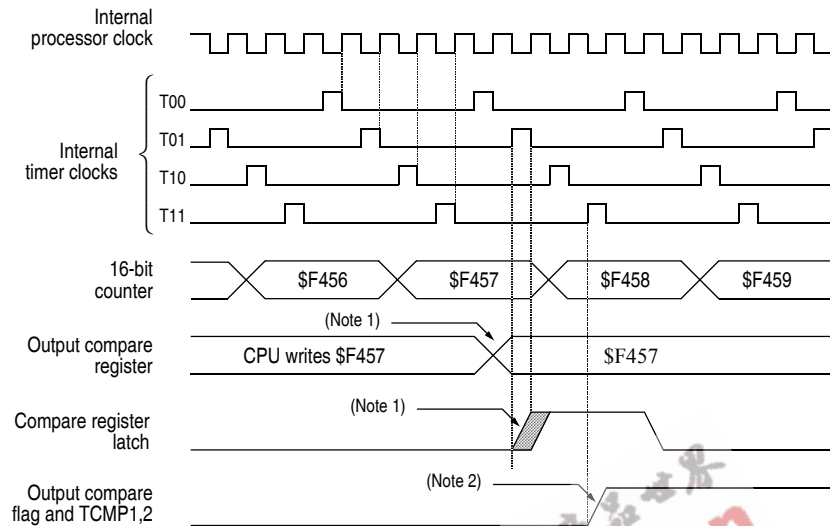 Internal
processor clock
T00
T01
Internal
timer clocks
T10
T11
16-bit
counter
$F456
$F457
$F458
$F459
(Note 1)
Output compare
register
CPU writes $F457
$F457
(Note 1)
Compare register
latch
(Note 2)
Output compare
flag and TCMP1,2